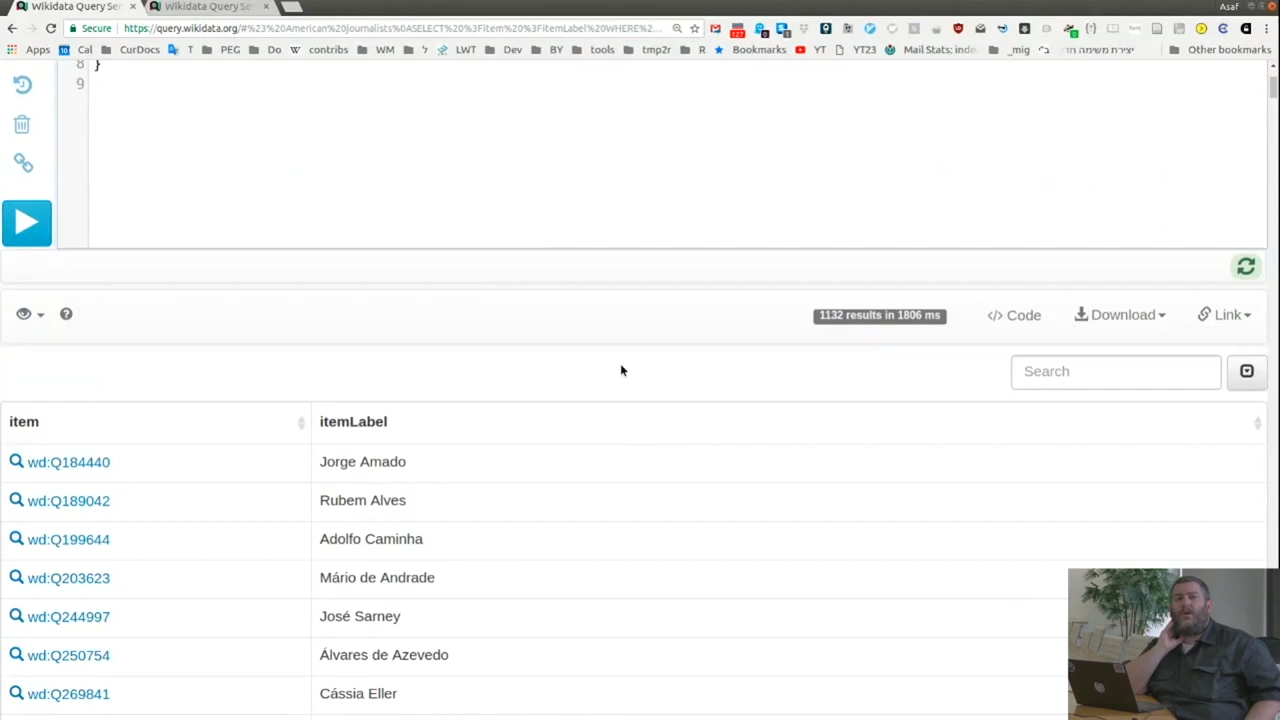 Wikidata Query Ser
Wikidata Query Ser
Asaf
Secure
https://query.wikidata.org/#%23%20American%20journalists%0ASELECT%20%3Fitem%20%3FitemLabel%20WHERE%2...
127
Apps
Cal
CurDocs
T
PEG
Do
contribs
WM
ל
LWT
Dev
BY
tools
tmp2r
R
Bookmarks
YT
YT23
Mail Stats: inde
_mig
יצירת משימה חד
Other bookmarks
8 }
9
1132 results in 1806 ms
</> Code
Download
Link
Search
item itemLabel
wd:Q184440 Jorge Amado
wd:Q189042 Rubem Alves
wd:Q199644 Adolfo Caminha
wd:Q203623 Mário de Andrade
wd:Q244997 José Sarney
wd:Q250754 Álvares de Azevedo
wd:Q269841 Cássia Eller